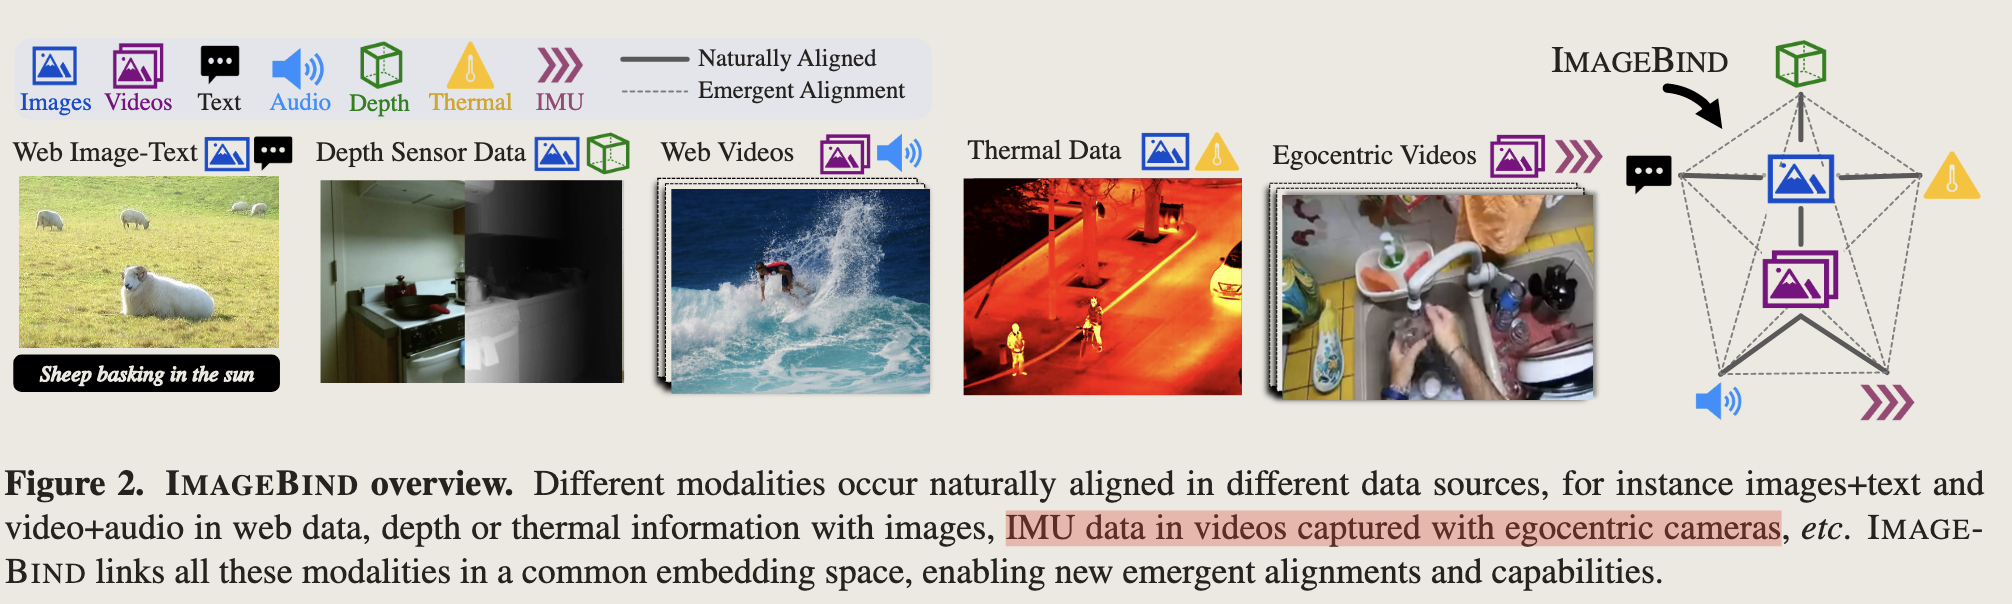 Images Videos Text Audio Depth Thermal IMU
Naturally Aligned
Emergent Alignment
IMAGEBIND
Web Image-Text
Depth Sensor Data
Web Videos
Thermal Data
Egocentric Videos
Sheep basking in the sun
Figure 2. IMAGEBIND overview. Different modalities occur naturally aligned in different data sources, for instance images+text and
video+audio in web data, depth or thermal information with images, IMU data in videos captured with egocentric cameras, etc. IMAGE-
BIND links all these modalities in a common embedding space, enabling new emergent alignments and capabilities.